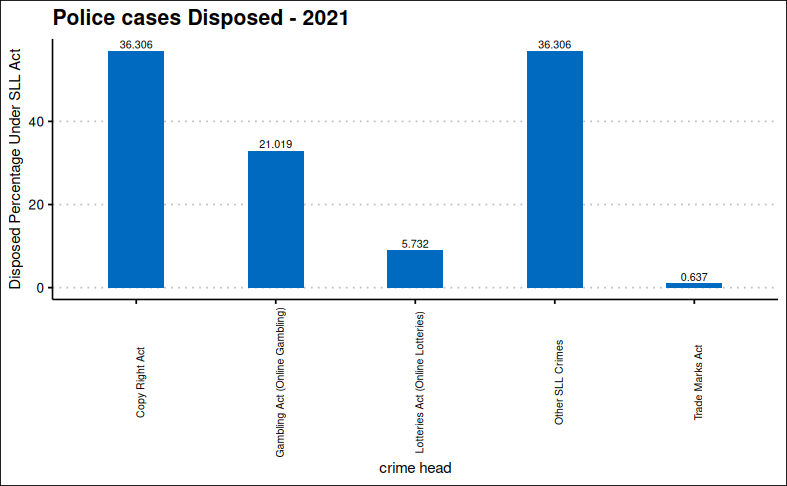 Police cases Disposed - 2021
Disposed Percentage Under SLL Act
40
20
0
36.306
21.019
5.732
36.306
0.637
Copy Right Act
Gambling Act (Online Gambling)
Lotteries Act (Online Lotteries)
Other SLL Crimes
Trade Marks Act
crime head